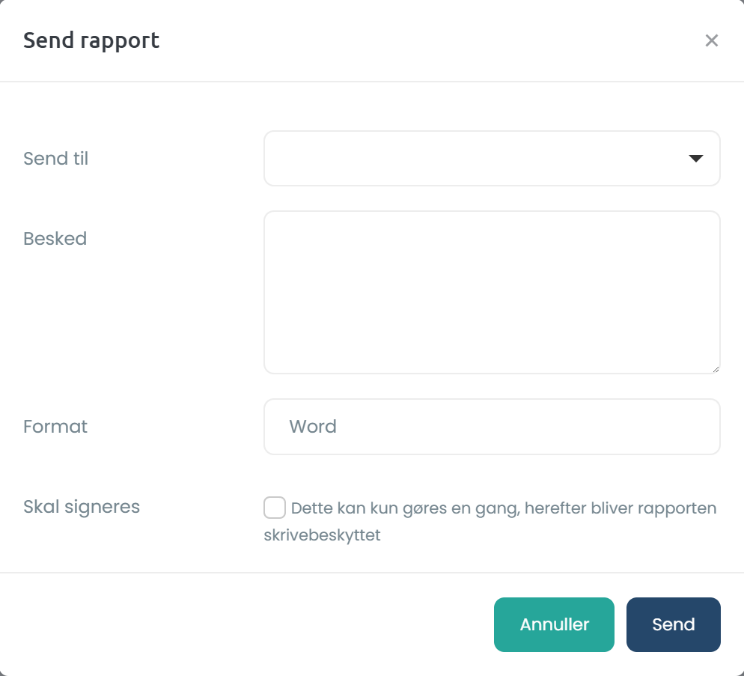 Send rapport
×
Send til
Besked
Format
Word
Skal signeres
Dette kan kun gøres en gang, herefter bliver rapporten
skrivebeskyttet
Annuller
Send